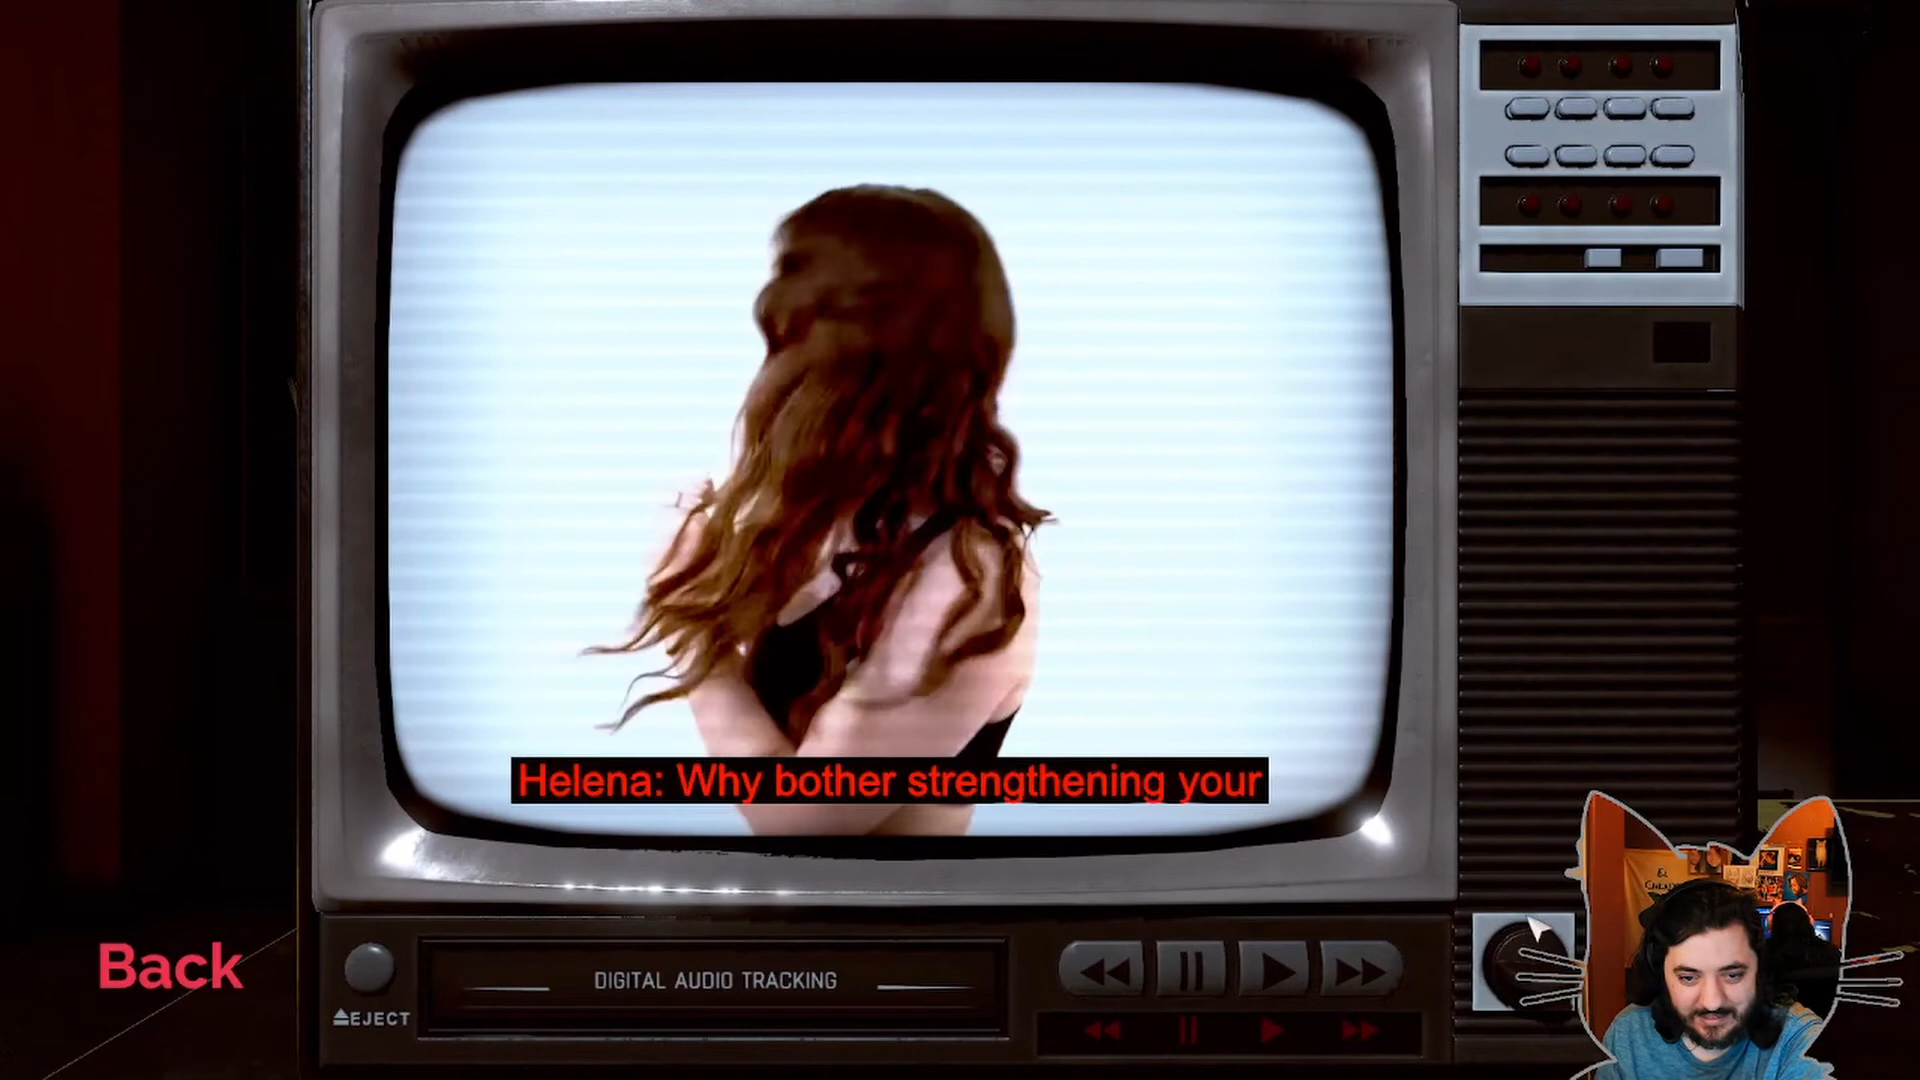 Helena: Why bother strengthening your
Back
DIGITAL AUDIO TRACKING
EJECT